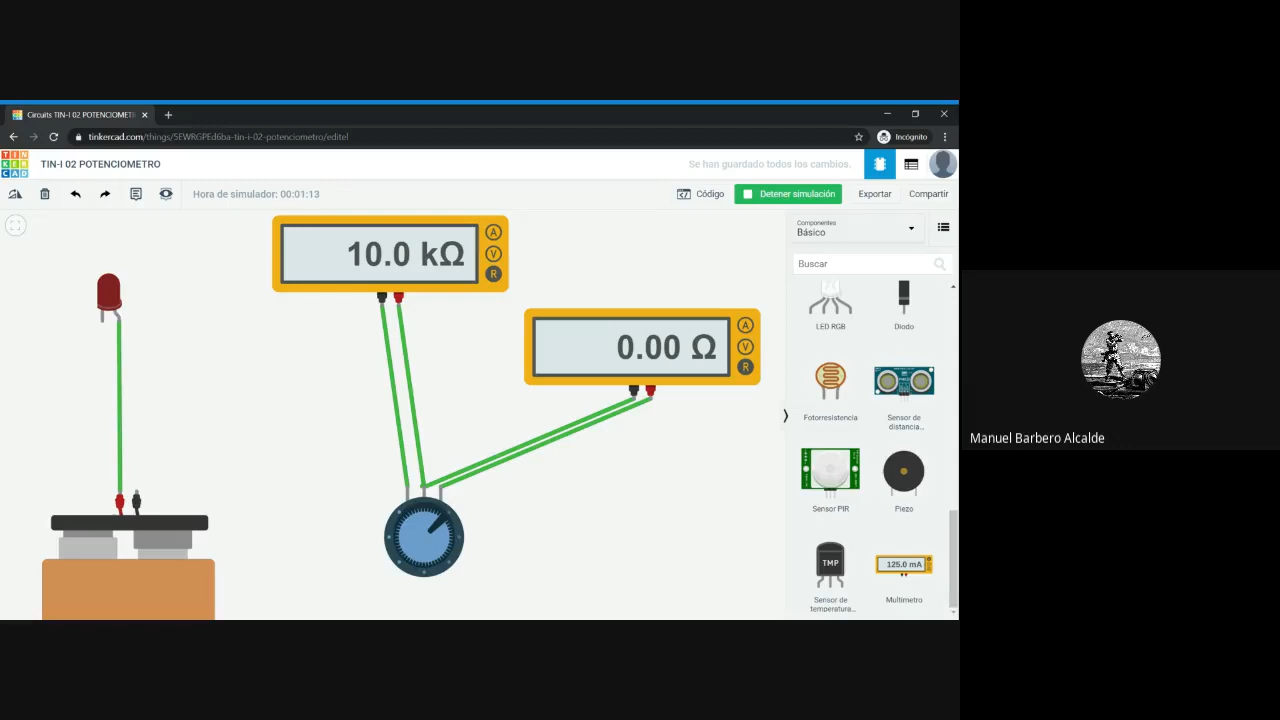 Circuits TIN-I 02 POTENCIOMET
tinkercad.com/things/5EWRGPEd6ba-tin-i-02-potenciometro/editel
Incógnito
TIN
KER
CAD
TIN-I 02 POTENCIOMETRO
Se han guardado todos los cambios.
Hora de simulador: 00:01:13
Código
Detener simulación
Exportar
Compartir
Componentes
Básico
Buscar
10.0 kΩ
A
V
R
0.00 Ω
A
V
R
LED RGB
Diodo
Fotorresistencia
Sensor de
distancia...
Sensor PIR
Piezo
TMP
125.0 mA
Sensor de
temperatura...
Multímetro
Manuel Barbero Alcalde